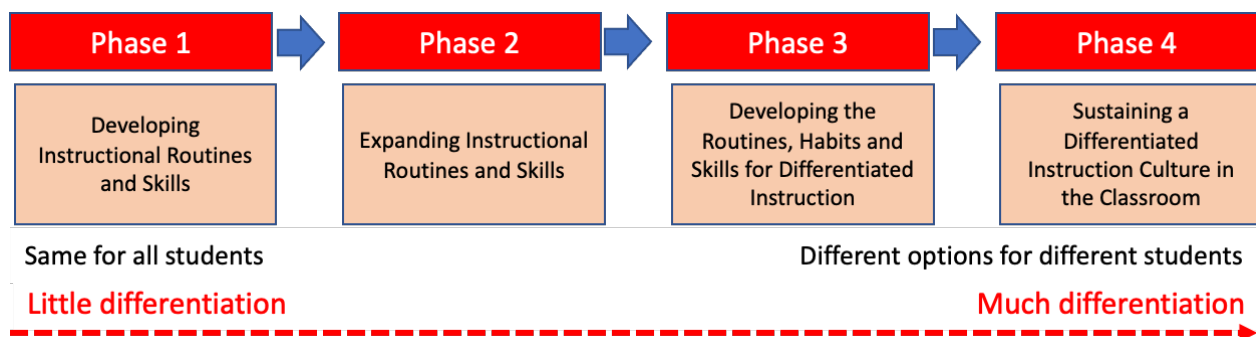 Phase 1
Phase 2
Phase 3
Phase 4
Developing
Instructional Routines
and Skills
Expanding Instructional
Routines and Skills
Developing the
Routines, Habits and
Skills for Differentiated
Instruction
Sustaining a
Differentiated
Instruction Culture in
the Classroom
Same for all students
Different options for different students
Little differentiation
Much differentiation